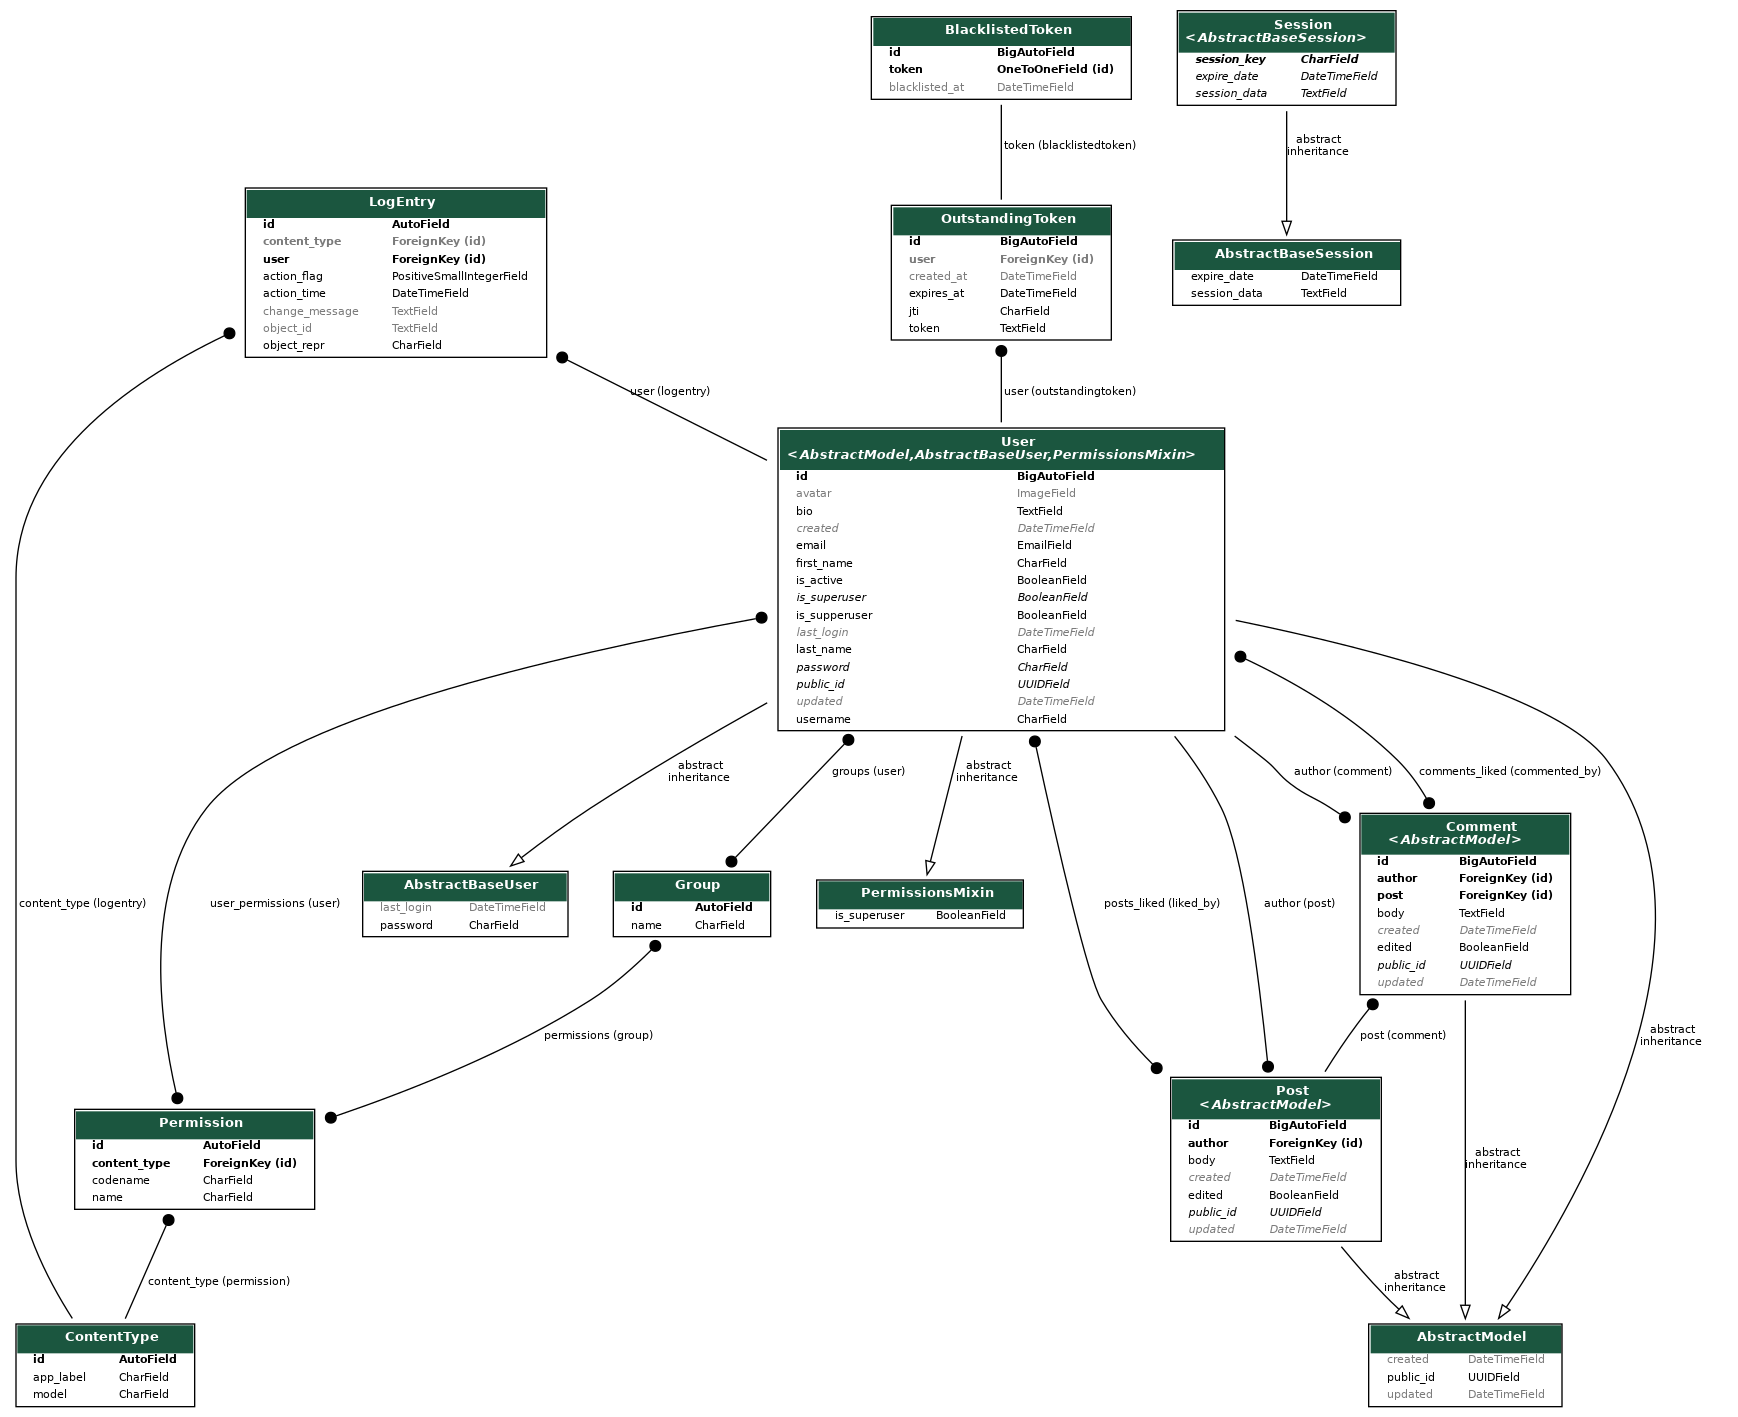 BlacklistedToken
id BigAutoField
token OneToOneField (id)
blacklisted_at DateTimeField
Session
<AbstractBaseSession>
session_key CharField
expire_date DateTimeField
session_data TextField
token (blacklistedtoken)
abstract
inheritance
LogEntry
id AutoField
content_type ForeignKey (id)
user ForeignKey (id)
action_flag PositiveSmallIntegerField
action_time DateTimeField
change_message TextField
object_id TextField
object_repr CharField
OutstandingToken
id BigAutoField
user ForeignKey (id)
created_at DateTimeField
expires_at DateTimeField
jti CharField
token TextField
AbstractBaseSession
expire_date DateTimeField
session_data TextField
user (logentry)
user (outstandingtoken)
User
<AbstractModel,AbstractBaseUser,PermissionsMixin>
id BigAutoField
avatar ImageField
bio TextField
created DateTimeField
email EmailField
first_name CharField
is_active BooleanField
is_superuser BooleanField
is_supperuser BooleanField
last_login DateTimeField
last_name CharField
password CharField
public_id UUIDField
updated DateTimeField
username CharField
abstract
inheritance
groups (user)
abstract
inheritance
author (comment)
comments_liked (commented_by)
content_type (logentry)
user_permissions (user)
AbstractBaseUser
last_login DateTimeField
password CharField
Group
id AutoField
name CharField
PermissionsMixin
is_superuser BooleanField
posts_liked (liked_by)
author (post)
Comment
<AbstractModel>
id BigAutoField
author ForeignKey (id)
post ForeignKey (id)
body TextField
created DateTimeField
edited BooleanField
public_id UUIDField
updated DateTimeField
permissions (group)
post (comment)
abstract
inheritance
Permission
id AutoField
content_type ForeignKey (id)
codename CharField
name CharField
Post
<AbstractModel>
id BigAutoField
author ForeignKey (id)
body TextField
created DateTimeField
edited BooleanField
public_id UUIDField
updated DateTimeField
abstract
inheritance
content_type (permission)
abstract
inheritance
ContentType
id AutoField
app_label CharField
model CharField
AbstractModel
created DateTimeField
public_id UUIDField
updated DateTimeField